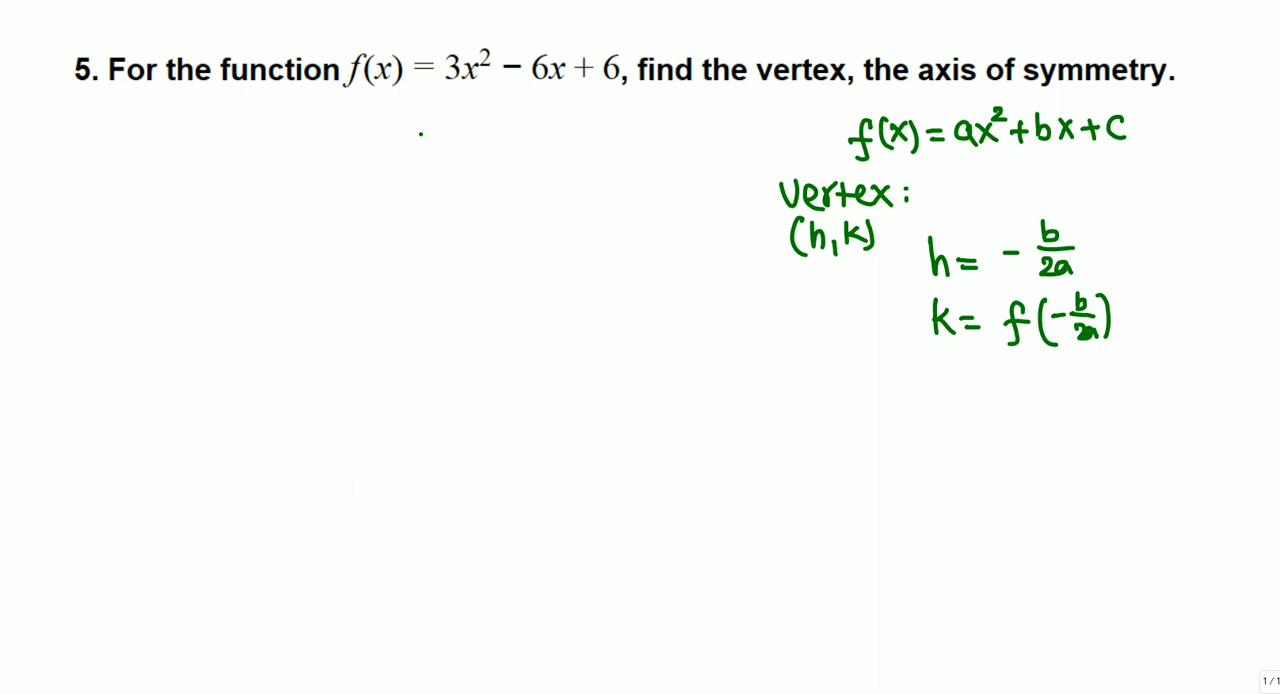 5. For the function f(x) = 3x² − 6x + 6, find the vertex, the axis of symmetry.
f(x) = ax² + bx + c
Vertex:
(h,k)
h = - b/2a
k = f(-b/2a)
1/1